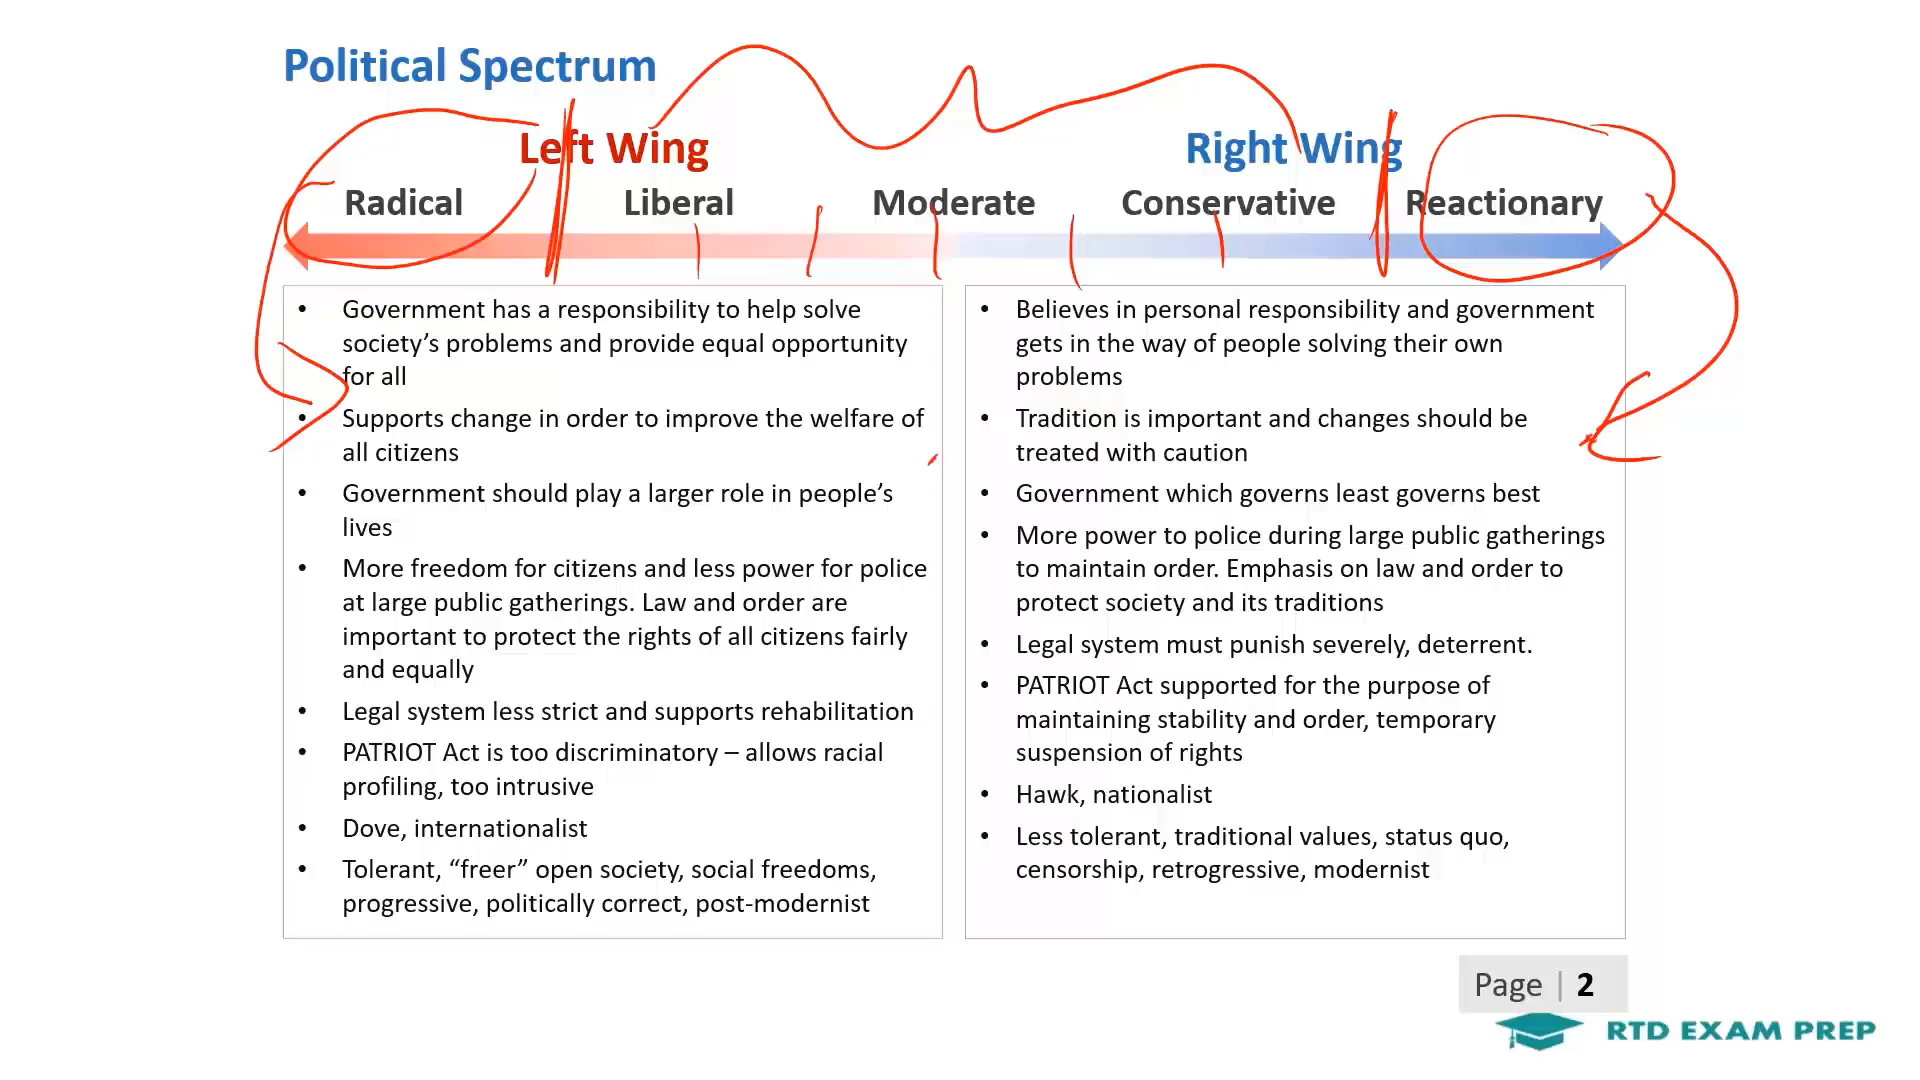 Political Spectrum
Left Wing
Right Wing
Radical
Liberal
Moderate
Conservative
Reactionary
• Government has a responsibility to help solve
society’s problems and provide equal opportunity
for all
• Supports change in order to improve the welfare of
all citizens
• Government should play a larger role in people’s
lives
• More freedom for citizens and less power for police
at large public gatherings. Law and order are
important to protect the rights of all citizens fairly
and equally
• Legal system less strict and supports rehabilitation
• PATRIOT Act is too discriminatory – allows racial
profiling, too intrusive
• Dove, internationalist
• Tolerant, “freer” open society, social freedoms,
progressive, politically correct, post-modernist
• Believes in personal responsibility and government
gets in the way of people solving their own
problems
• Tradition is important and changes should be
treated with caution
• Government which governs least governs best
• More power to police during large public gatherings
to maintain order. Emphasis on law and order to
protect society and its traditions
• Legal system must punish severely, deterrent.
• PATRIOT Act supported for the purpose of
maintaining stability and order, temporary
suspension of rights
• Hawk, nationalist
• Less tolerant, traditional values, status quo,
censorship, retrogressive, modernist
Page | 2
RTD EXAM PREP